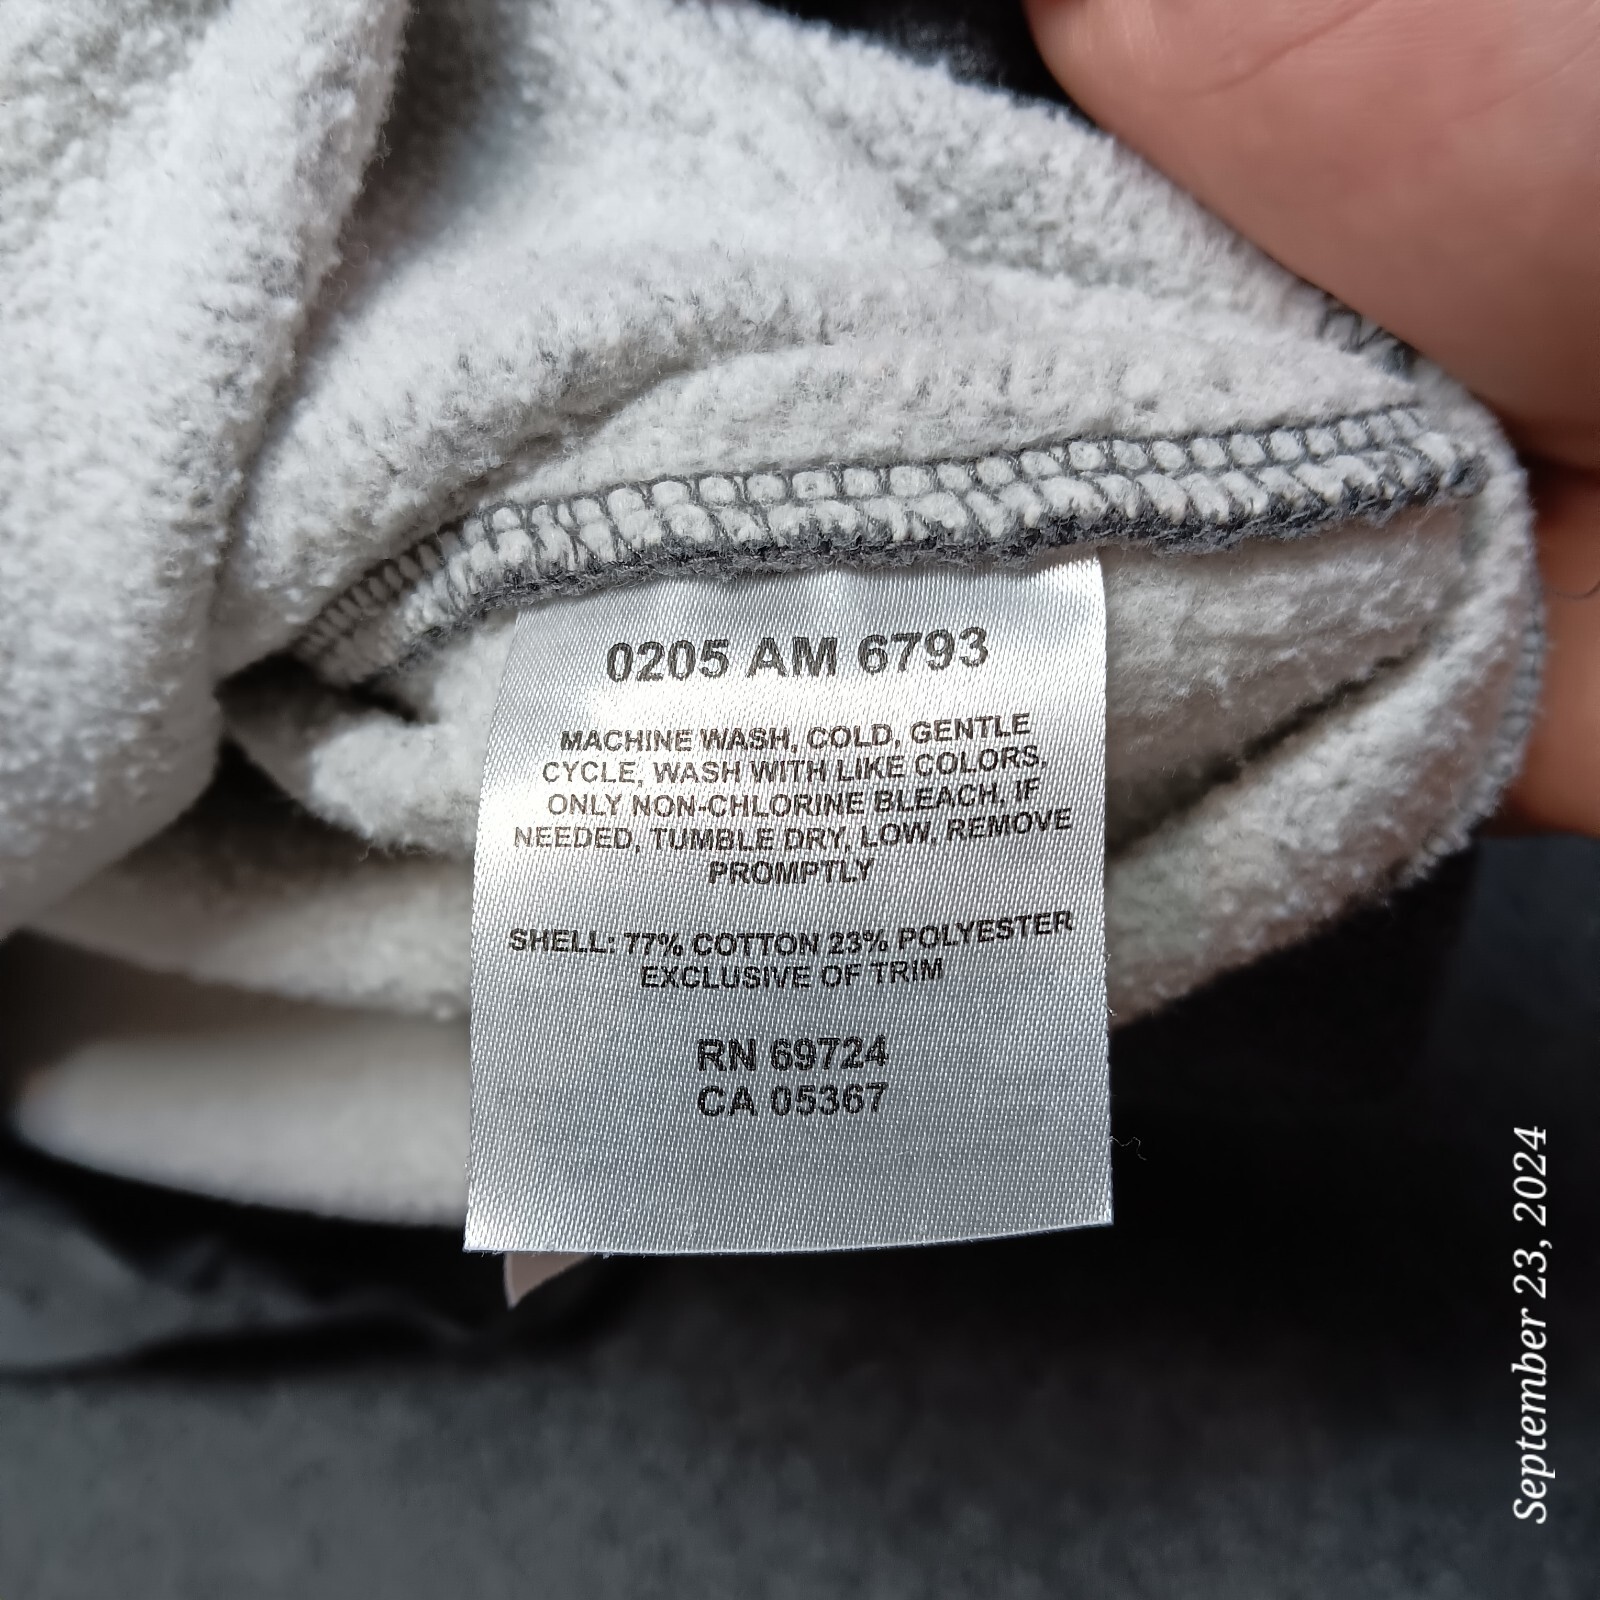 0205 AM 6793
MACHINE WASH, COLD, GENTLE
CYCLE, WASH WITH LIKE COLORS,
ONLY NON-CHLORINE BLEACH, IF
NEEDED, TUMBLE DRY, LOW, REMOVE
PROMPTLY
SHELL: 77% COTTON 23% POLYESTER
EXCLUSIVE OF TRIM
RN 69724
CA 05367
September 23, 2024